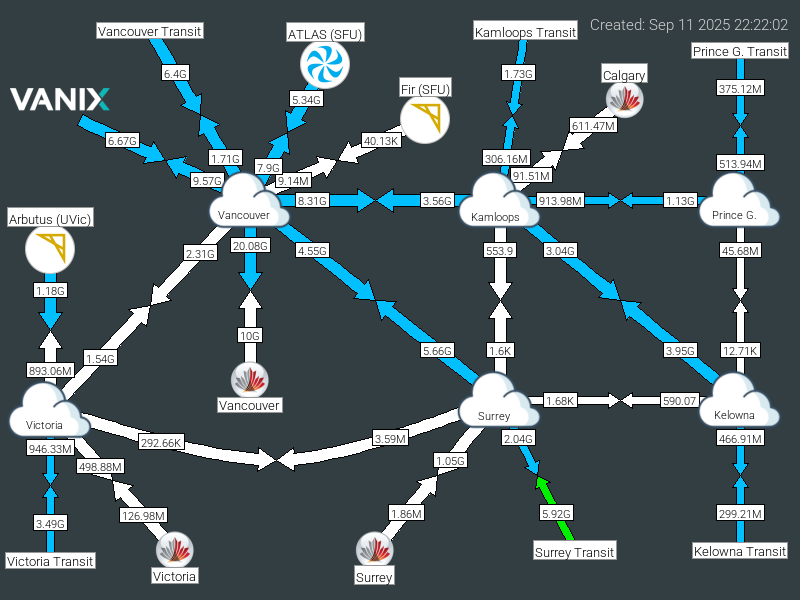 Created: Sep 11 2025 22:22:02
Vancouver Transit
ATLAS (SFU)
Kamloops Transit
Prince G. Transit
6.4G
5.34G
1.73G
Calgary
375.12M
VANIX
Fir (SFU)
6.67G
40.13K
611.47M
1.71G
7.9G
306.16M
513.94M
9.57G
9.14M
91.51M
8.31G
3.56G
913.98M
1.13G
Vancouver
Kamloops
Prince G.
Arbutus (UVic)
2.31G
20.08G
4.55G
553.9
3.04G
45.68M
1.18G
10G
1.54G
5.66G
1.6K
3.95G
12.71K
893.06M
Vancouver
1.68K
590.07
Victoria
Surrey
Kelowna
946.33M
292.66K
3.59M
2.04G
466.91M
498.88M
1.05G
3.49G
126.98M
1.86M
5.92G
299.21M
Victoria Transit
Victoria
Surrey
Surrey Transit
Kelowna Transit